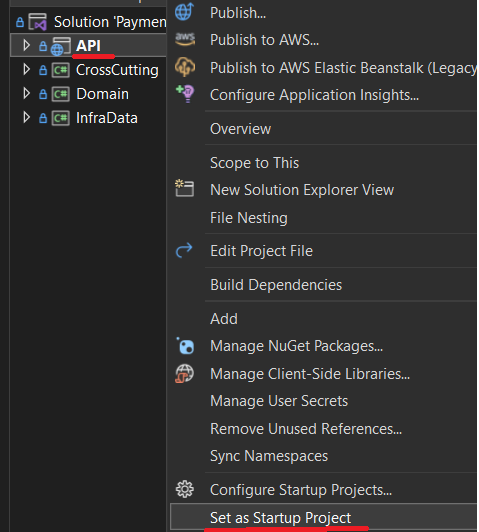 Solution 'Paymen
API
CrossCutting
Domain
InfraData
Publish...
Publish to AWS...
Publish to AWS Elastic Beanstalk (Legacy
Configure Application Insights...
Overview
Scope to This
New Solution Explorer View
File Nesting
Edit Project File
Build Dependencies
Add
Manage NuGet Packages...
Manage Client-Side Libraries...
Manage User Secrets
Remove Unused References...
Sync Namespaces
Configure Startup Projects...
Set as Startup Project